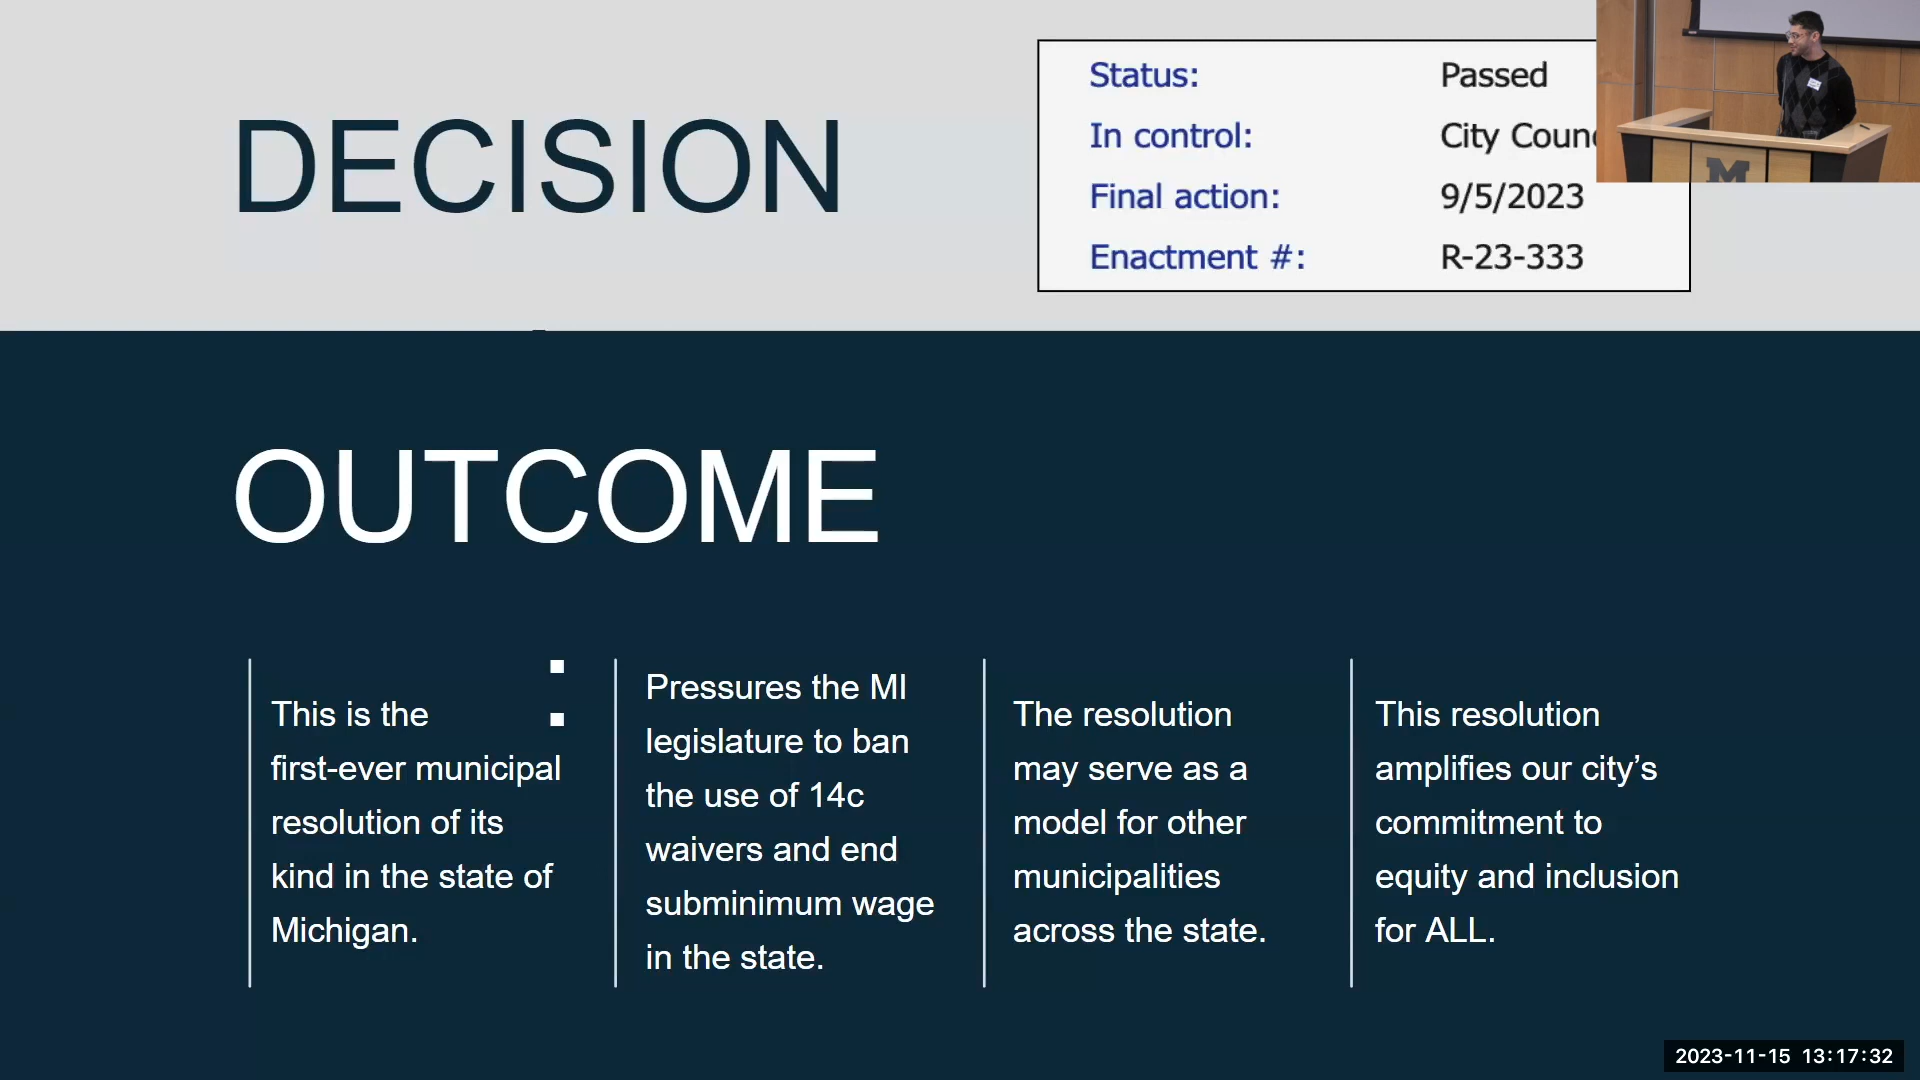 DECISION
Status: Passed
In control: City Coun
Final action: 9/5/2023
Enactment #: R-23-333
M
OUTCOME
This is the
first-ever municipal
resolution of its
kind in the state of
Michigan.
Pressures the MI
legislature to ban
the use of 14c
waivers and end
subminimum wage
in the state.
The resolution
may serve as a
model for other
municipalities
across the state.
This resolution
amplifies our city’s
commitment to
equity and inclusion
for ALL.
2023-11-15 13:17:32